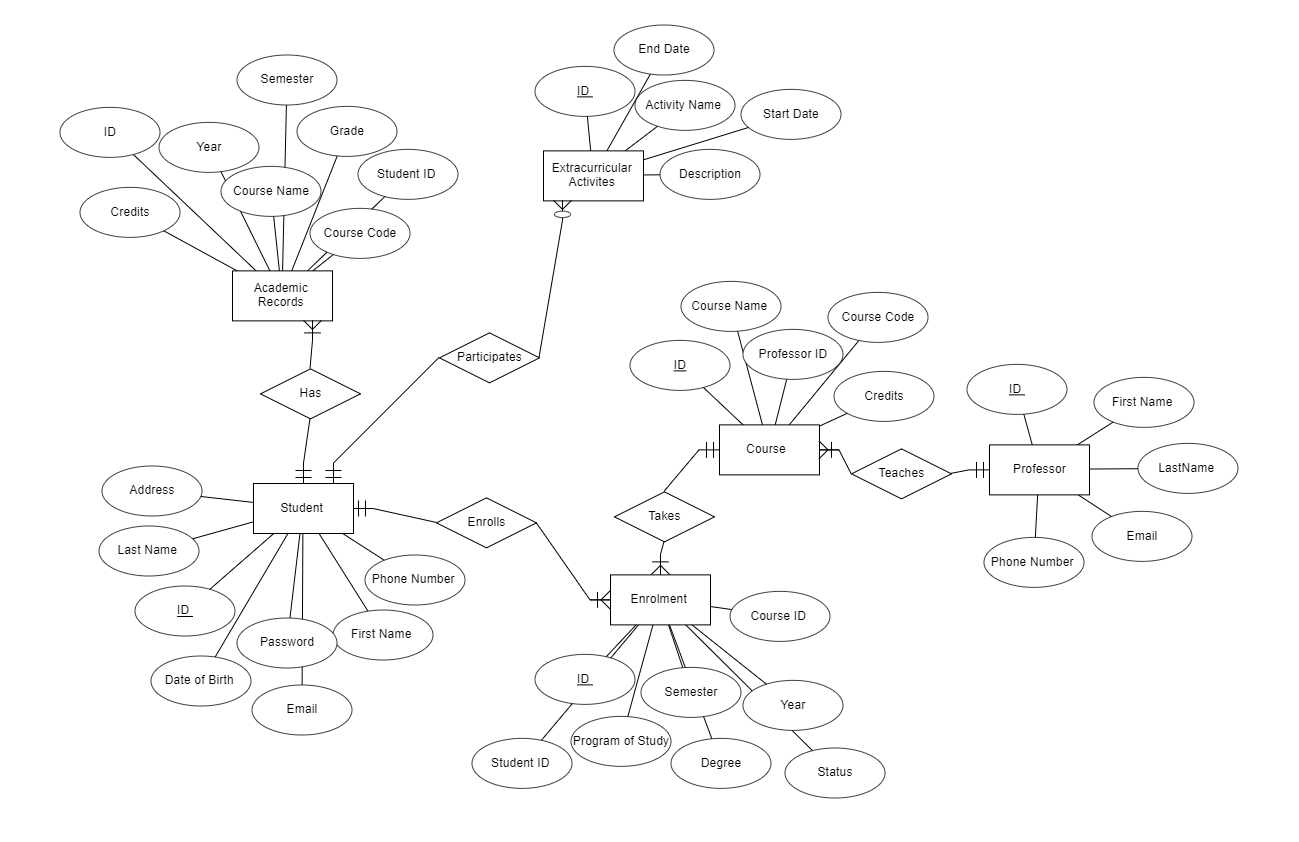 End Date
Semester
ID
Activity Name
Start Date
ID
Grade
Year
Extracurricular
Activites
Description
Student ID
Course Name
Credits
Course Code
Academic
Records
Course Name
Course Code
Participates
Professor ID
ID
Has
ID
Credits
First Name
Course
Professor
LastName
Teaches
Address
Student
Enrolls
Takes
Email
Last Name
Phone Number
Phone Number
ID
Enrolment
Course ID
Password
First Name
Date of Birth
ID
Semester
Year
Email
Program of Study
Student ID
Degree
Status